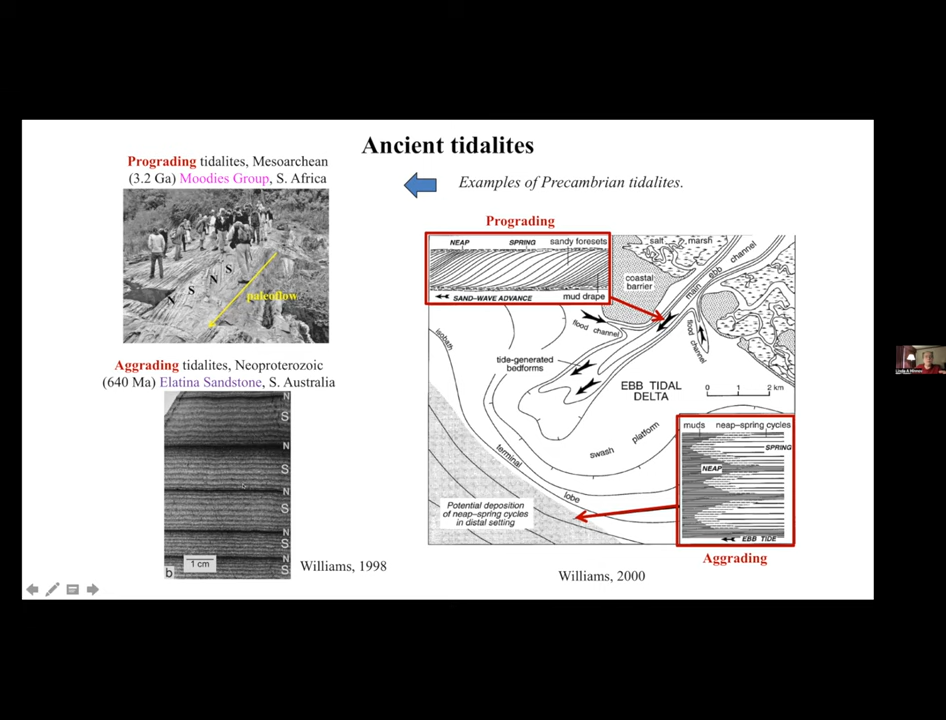 Ancient tidalites
Prograding tidalites, Mesoarchean
(3.2 Ga) Moodies Group, S. Africa
Examples of Precambrian tidalites.
N
S
N
S
paleoflow
Aggrading tidalites, Neoproterozoic
(640 Ma) Elatina Sandstone, S. Australia
N
S
N
S
N
S
N
S
N
S
1 cm
b
Williams, 1998
Prograding
NEAP SPRING sandy foresets
SAND-WAVE ADVANCE mud drape
salt marsh
coastal
barrier
main ebb channel
flood channel
flood channel
tide-generated
bedforms
EBB TIDAL
DELTA
0 1 2 km
swash platform
terminal lobe
Potential deposition
of neap-spring cycles
in distal setting
muds neap-spring cycles
SPRING
NEAP
EBB TIDE
Aggrading
Williams, 2000